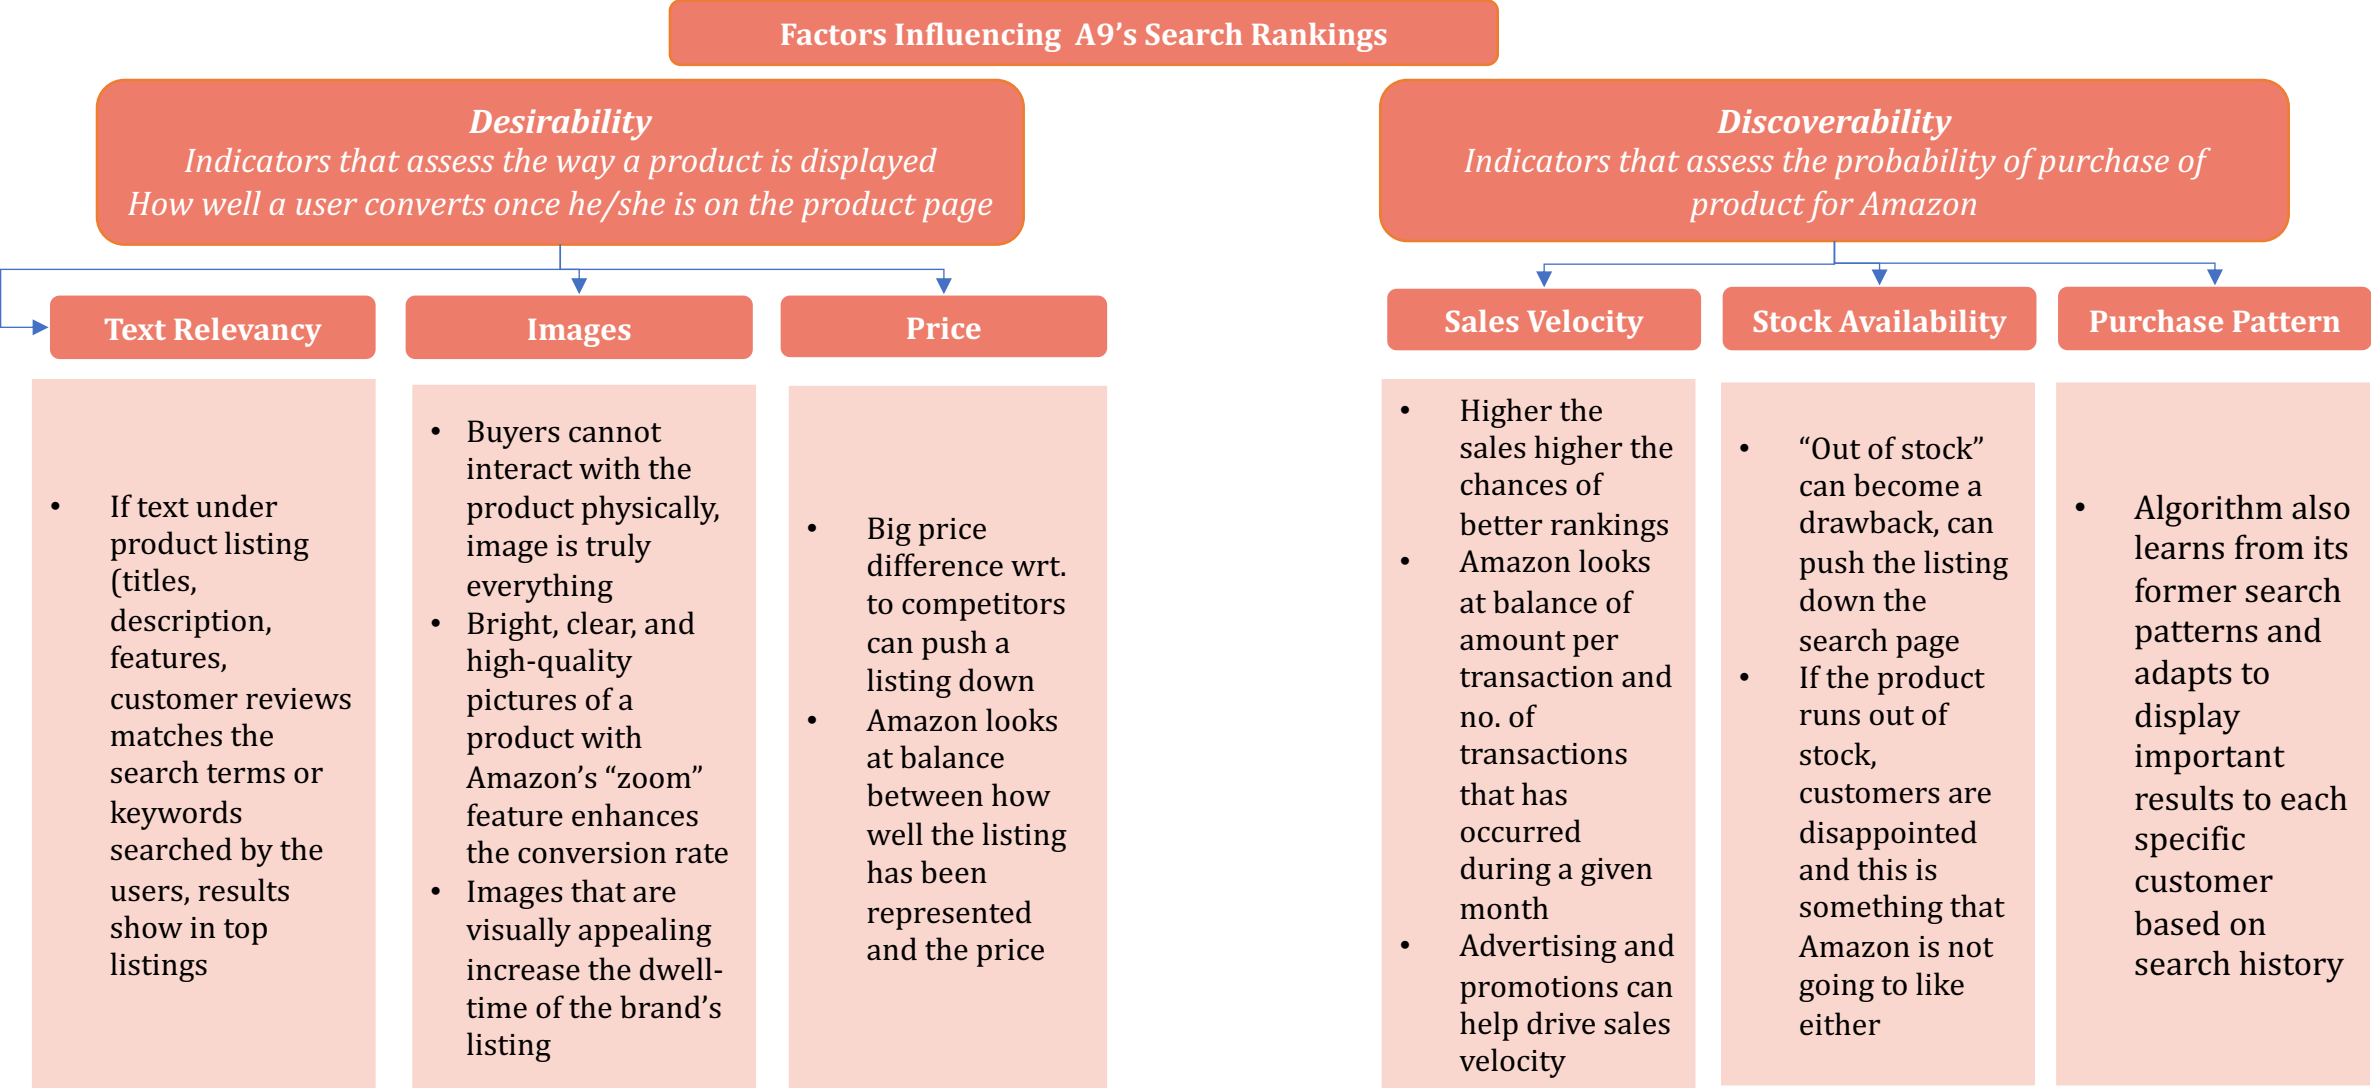 Factors Influencing A9’s Search Rankings
Desirability
Indicators that assess the way a product is displayed
How well a user converts once he/she is on the product page
Text Relevancy
• If text under
product listing
(titles,
description,
features,
customer reviews
matches the
search terms or
keywords
searched by the
users, results
show in top
listings
Images
• Buyers cannot
interact with the
product physically,
image is truly
everything
• Bright, clear, and
high-quality
pictures of a
product with
Amazon’s “zoom”
feature enhances
the conversion rate
• Images that are
visually appealing
increase the dwell-
time of the brand’s
listing
Price
• Big price
difference wrt.
to competitors
can push a
listing down
• Amazon looks
at balance
between how
well the listing
has been
represented
and the price
Discoverability
Indicators that assess the probability of purchase of
product for Amazon
Sales Velocity
• Higher the
sales higher the
chances of
better rankings
• Amazon looks
at balance of
amount per
transaction and
no. of
transactions
that has
occurred
during a given
month
• Advertising and
promotions can
help drive sales
velocity
Stock Availability
• “Out of stock”
can become a
drawback, can
push the listing
down the
search page
• If the product
runs out of
stock,
customers are
disappointed
and this is
something that
Amazon is not
going to like
either
Purchase Pattern
• Algorithm also
learns from its
former search
patterns and
adapts to
display
important
results to each
specific
customer
based on
search history